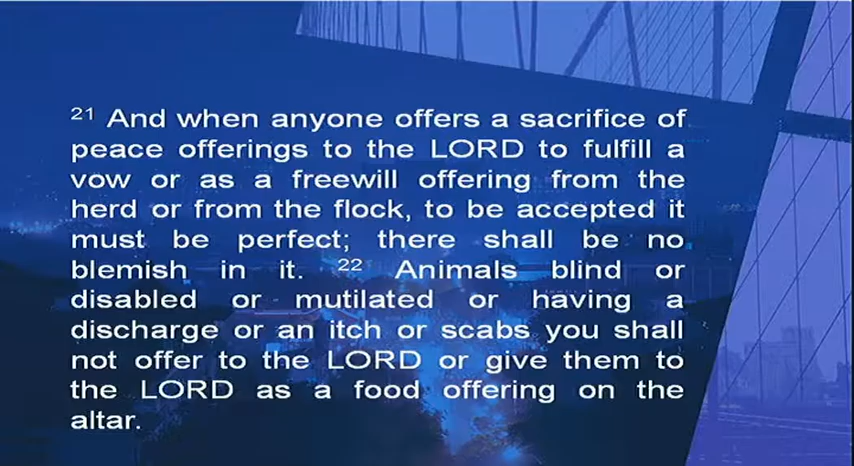 21 And when anyone offers a sacrifice of
peace offerings to the LORD to fulfill a
vow or as a freewill offering from the
herd or from the flock, to be accepted it
must be perfect; there shall be no
blemish in it. 22 Animals blind or
disabled or mutilated or having a
discharge or an itch or scabs you shall
not offer to the LORD or give them to
the LORD as a food offering on the
altar.